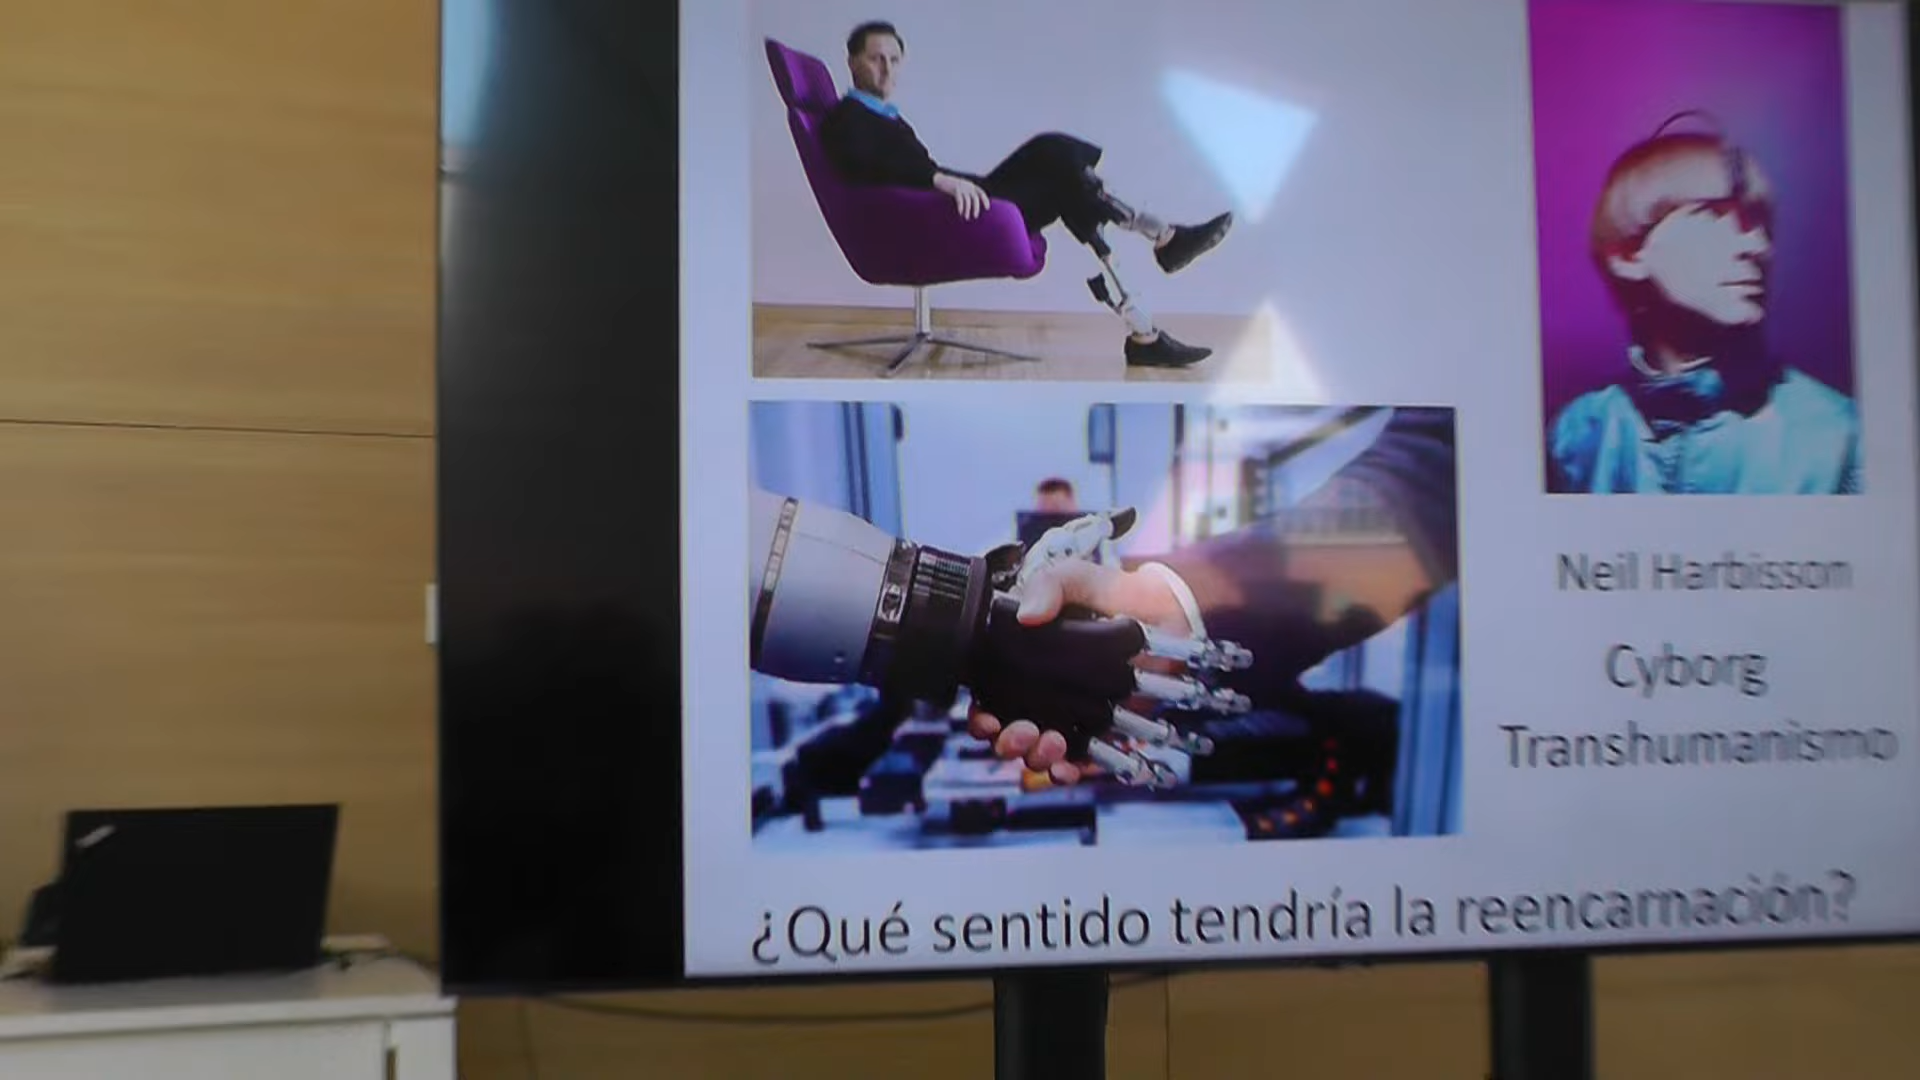 Neil Harbisson
Cyborg
Transhumanismo
¿Qué sentido tendría la reencarnación?